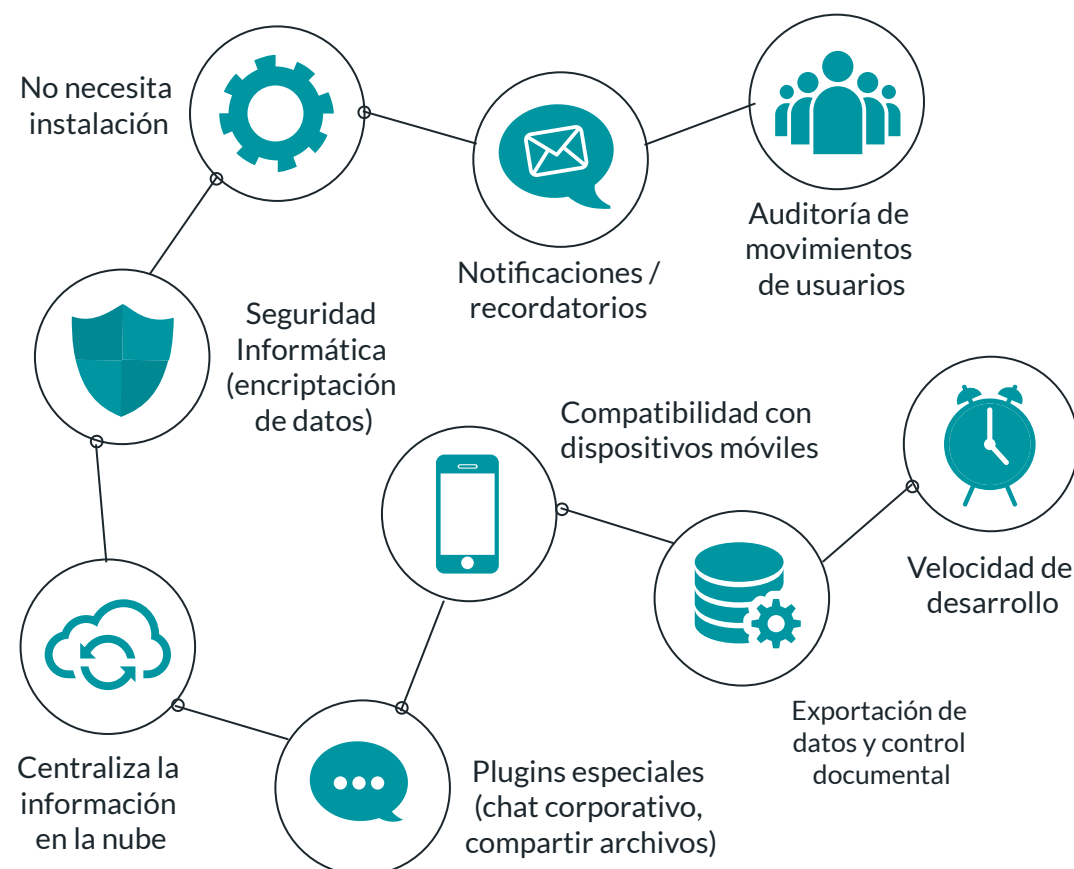 No necesita
instalación
Notificaciones /
recordatorios
Auditoría de
movimientos
de usuarios
Seguridad
Informática
(encriptación
de datos)
Compatibilidad con
dispositivos móviles
Velocidad de
desarrollo
Exportación de
datos y control
documental
Centraliza la
información
en la nube
Plugins especiales
(chat corporativo,
compartir archivos)